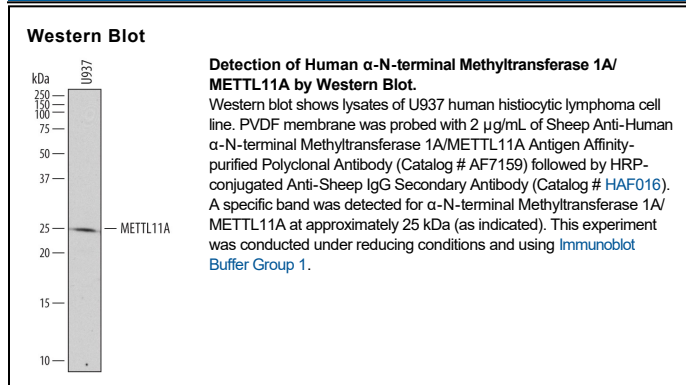 Western Blot
kDa
U937
250
150
100
75
50
37
25
METTL11A
20
15
10
Detection of Human α-N-terminal Methyltransferase 1A/
METTL11A by Western Blot.
Western blot shows lysates of U937 human histiocytic lymphoma cell
line. PVDF membrane was probed with 2 µg/mL of Sheep Anti-Human
α-N-terminal Methyltransferase 1A/METTL11A Antigen Affinity-
purified Polyclonal Antibody (Catalog # AF7159) followed by HRP-
conjugated Anti-Sheep IgG Secondary Antibody (Catalog # HAF016).
A specific band was detected for α-N-terminal Methyltransferase 1A/
METTL11A at approximately 25 kDa (as indicated). This experiment
was conducted under reducing conditions and using Immunoblot
Buffer Group 1.